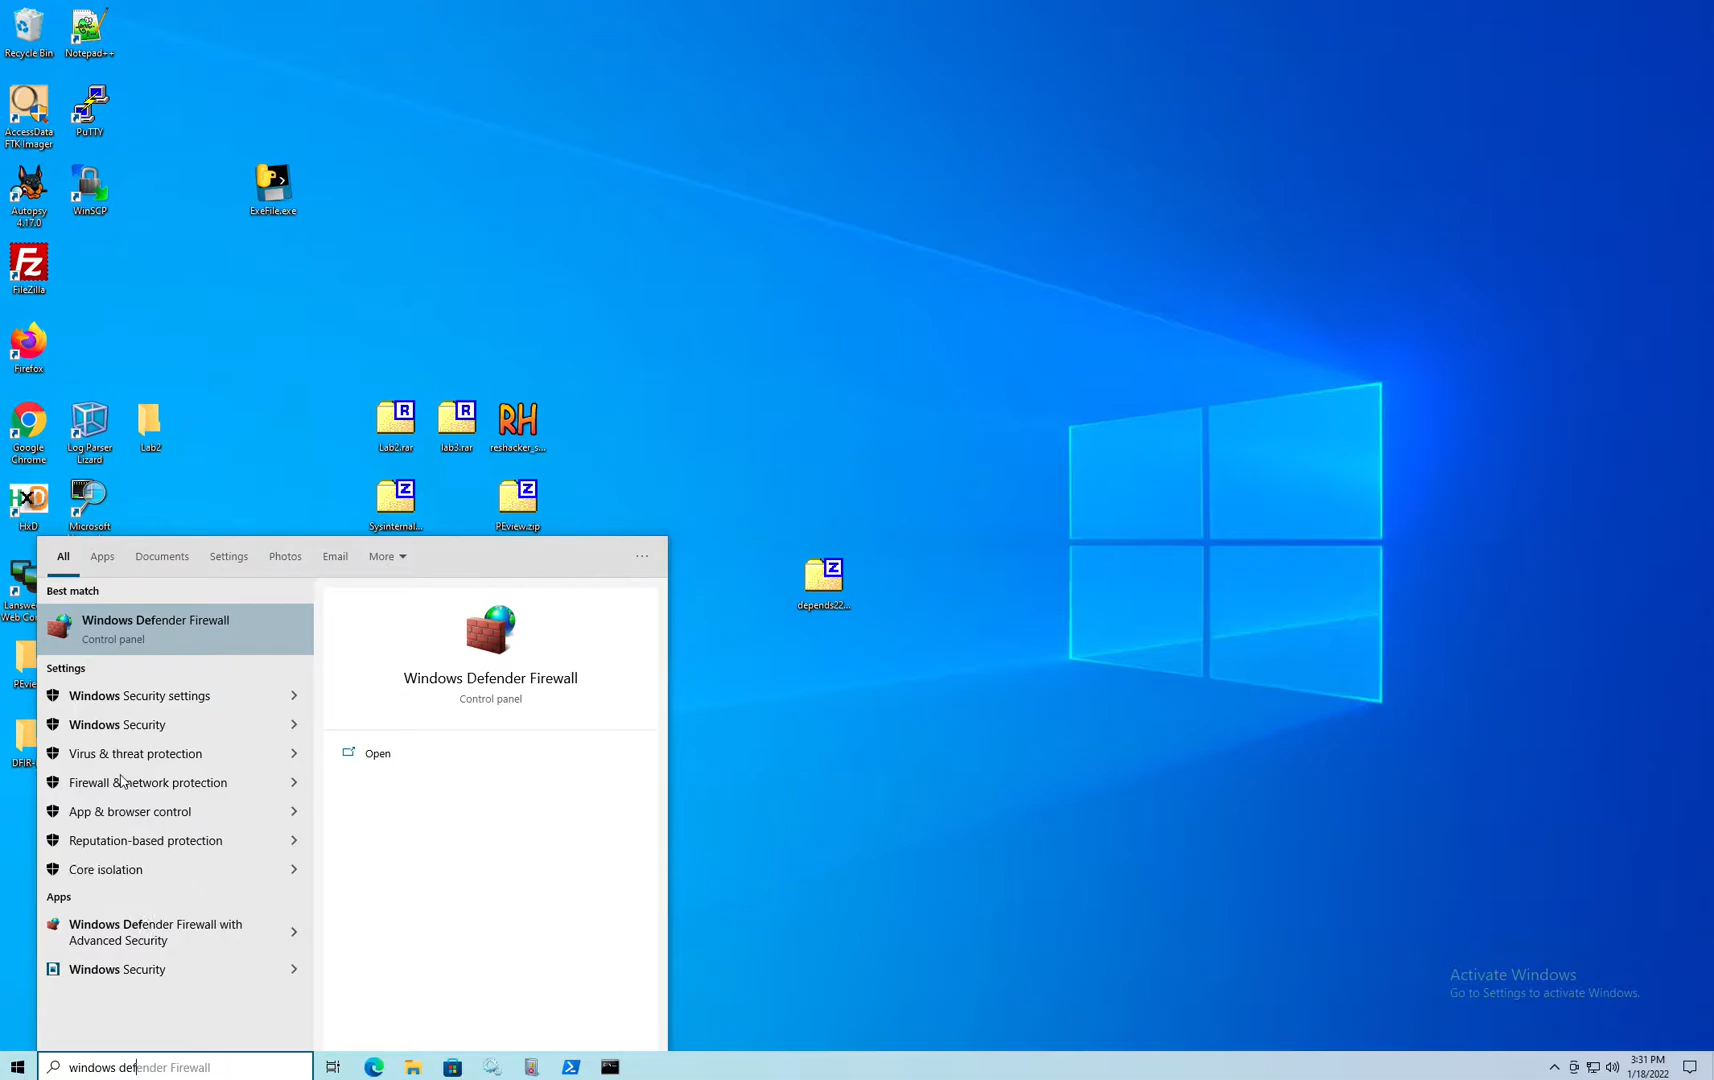 Recycle Bin
Notepad++
AccessData
FTK Imager
PuTTY
Autopsy
4.17.0
WinSCP
ExeFile.exe
FileZilla
Firefox
Google
Chrome
Log Parser
Lizard
Lab2
Lab2.rar
lab3.rar
reshacker_s...
HxD
Microsoft
Sysinternal...
PEview.zip
depends22...
Lanswe
Web Con
PEvie
DFIR-
All
Apps
Documents
Settings
Photos
Email
More
Best match
Windows Defender Firewall
Control panel
Settings
Windows Security settings
Windows Security
Virus & threat protection
Firewall & network protection
App & browser control
Reputation-based protection
Core isolation
Apps
Windows Defender Firewall with
Advanced Security
Windows Security
Windows Defender Firewall
Control panel
Open
Activate Windows
Go to Settings to activate Windows.
windows defender Firewall
3:31 PM
1/18/2022